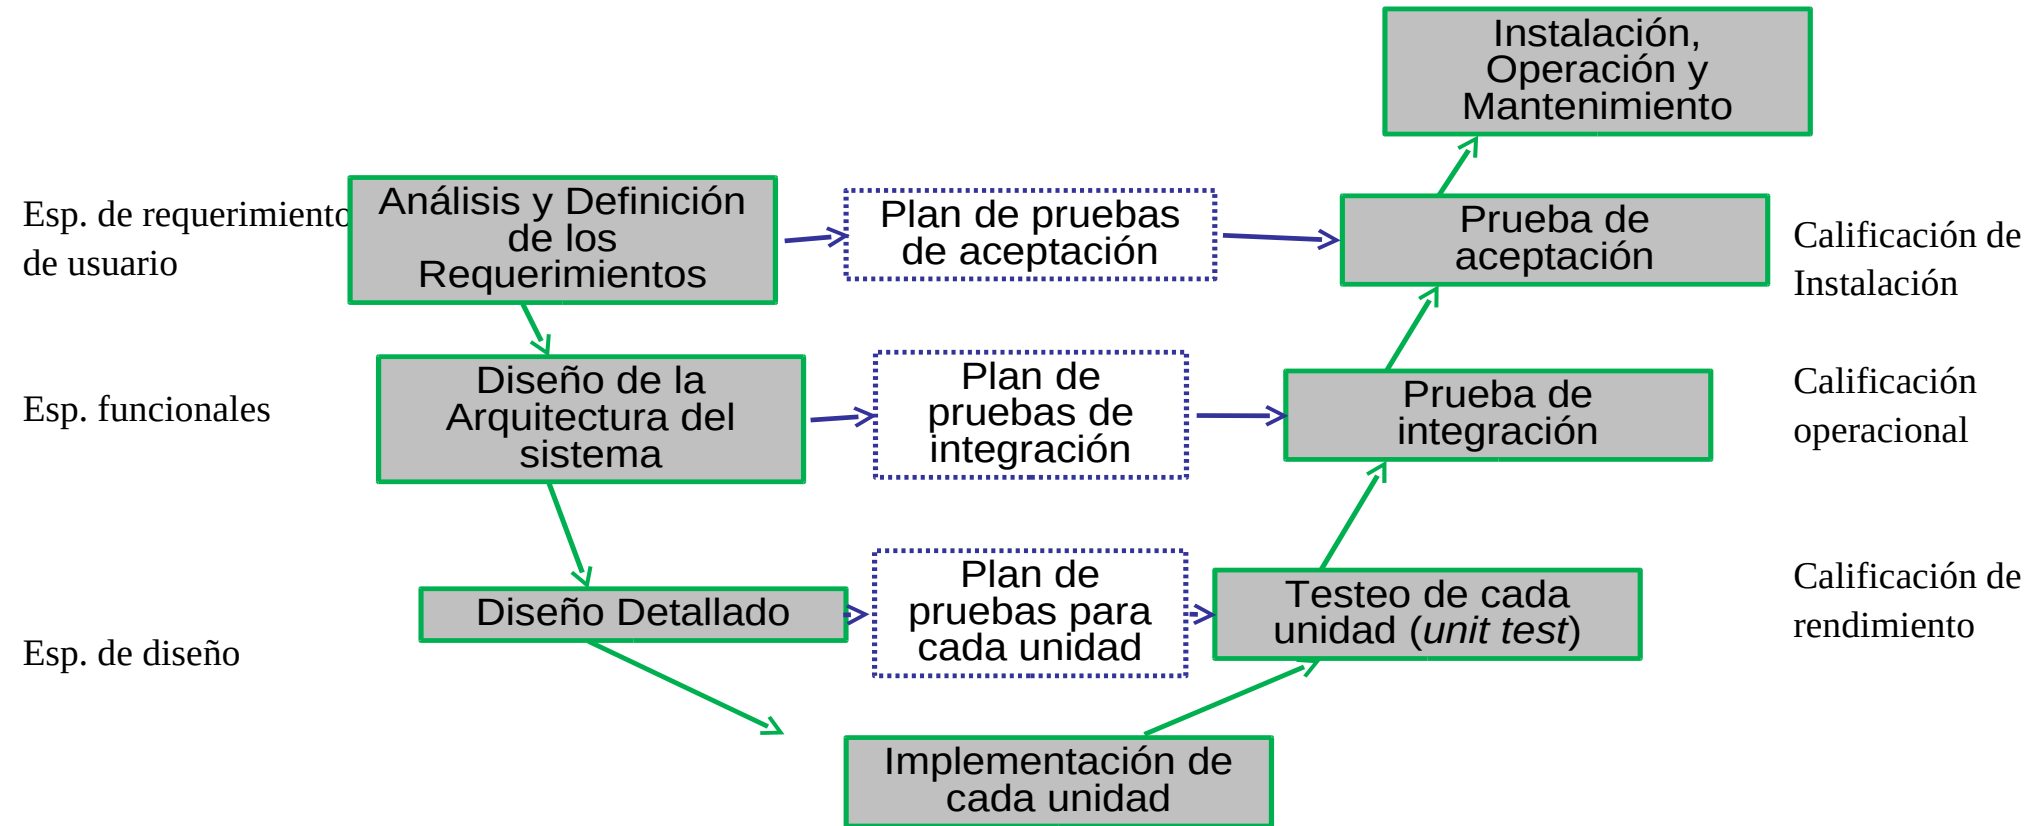 Instalación,
Operación y
Mantenimiento
Esp. de requerimiento
de usuario
Análisis y Definición
de los
Requerimientos
Plan de pruebas
de aceptación
Prueba de
aceptación
Calificación de
Instalación
Esp. funcionales
Diseño de la
Arquitectura del
sistema
Plan de
pruebas de
integración
Prueba de
integración
Calificación
operacional
Esp. de diseño
Diseño Detallado
Plan de
pruebas para
cada unidad
Testeo de cada
unidad (unit test)
Calificación de
rendimiento
Implementación de
cada unidad